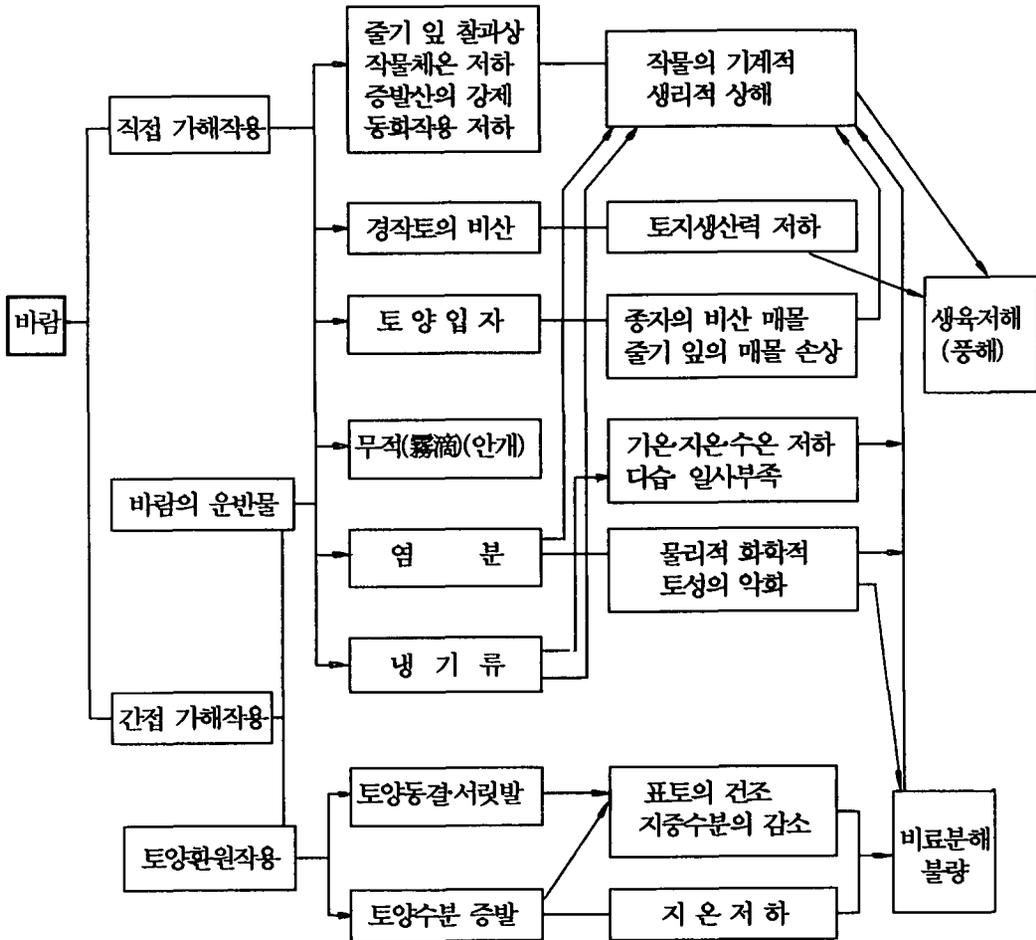 바람
직접 가해작용
바람의 운반물
간접 가해작용
토양환원작용
줄기 잎 찰과상
작물체온 저하
증발산의 강제
동화작용 저하
경작토의 비산
토 양 입 자
무적(霧滴)(안개)
염 분
냉 기 류
토양동결·서릿발
토양수분 증발
작물의 기계적
생리적 상해
토지생산력 저하
종자의 비산 매몰
줄기 잎의 매몰 손상
기온·지온·수온 저하
다습· 일사부족
물리적 화학적
토성의 악화
표토의 건조
지중수분의 감소
지 온 저 하
생육저해
(풍해)
비료분해
불량